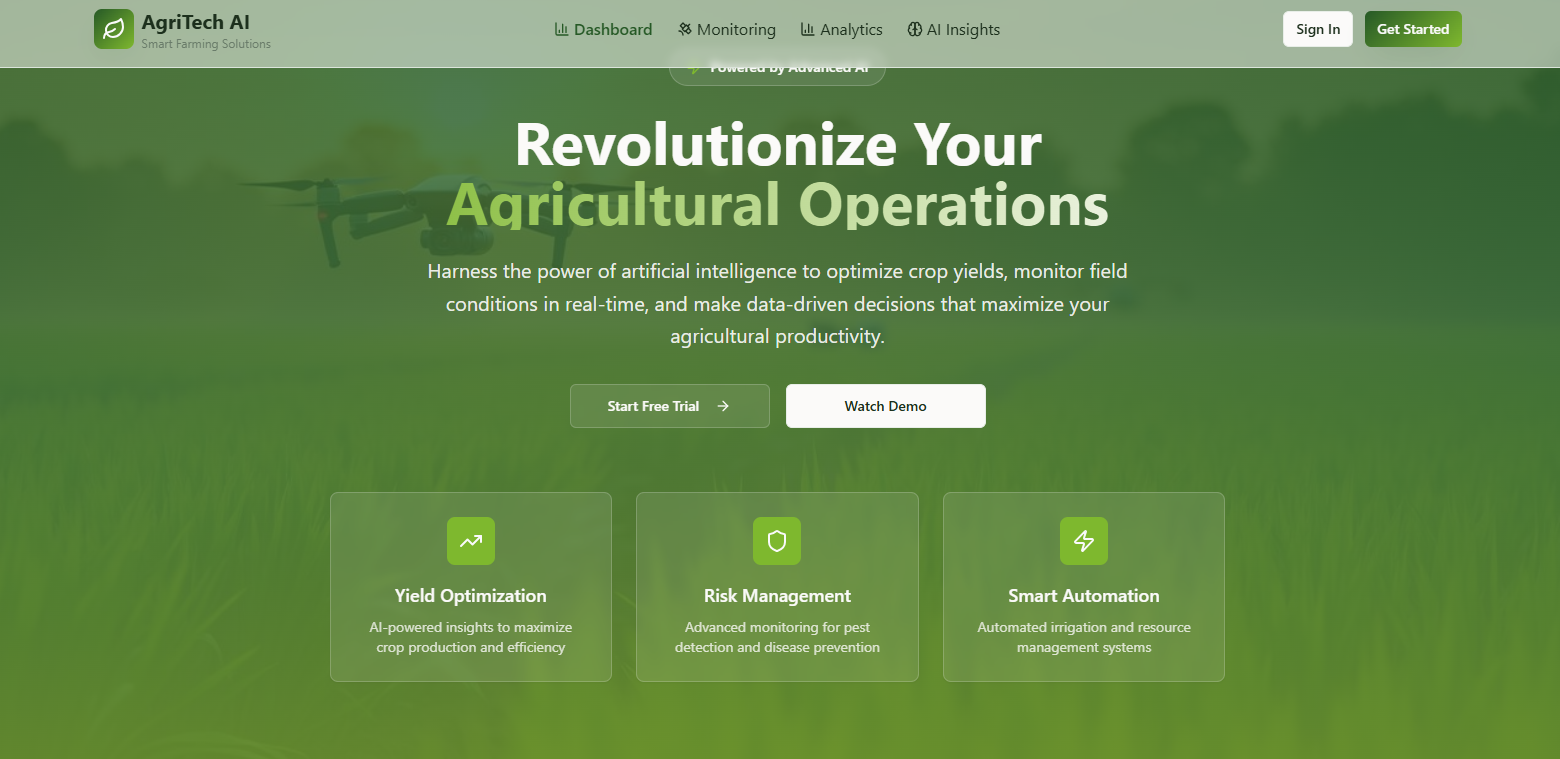 AgriTech AI
Smart Farming Solutions
Dashboard
Monitoring
Analytics
AI Insights
Sign In
Get Started
Powered by Advanced AI
Revolutionize Your
Agricultural Operations
Harness the power of artificial intelligence to optimize crop yields, monitor field
conditions in real-time, and make data-driven decisions that maximize your
agricultural productivity.
Start Free Trial
Watch Demo
Yield Optimization
AI-powered insights to maximize
crop production and efficiency
Risk Management
Advanced monitoring for pest
detection and disease prevention
Smart Automation
Automated irrigation and resource
management systems